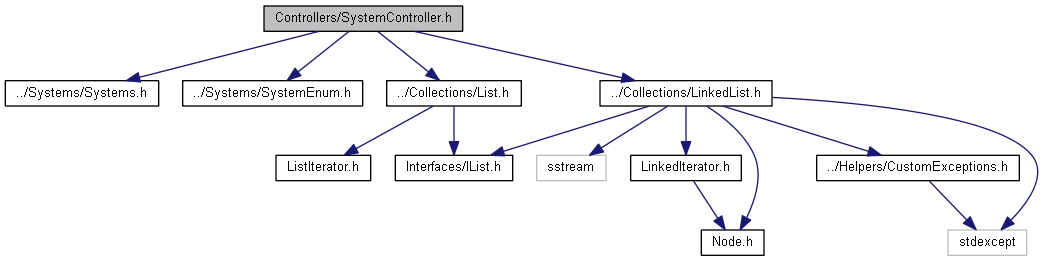 Controllers/SystemController.h
../Systems/Systems.h
../Systems/SystemEnum.h
../Collections/List.h
../Collections/LinkedList.h
ListIterator.h
Interfaces/IList.h
sstream
LinkedIterator.h
../Helpers/CustomExceptions.h
Node.h
stdexcept